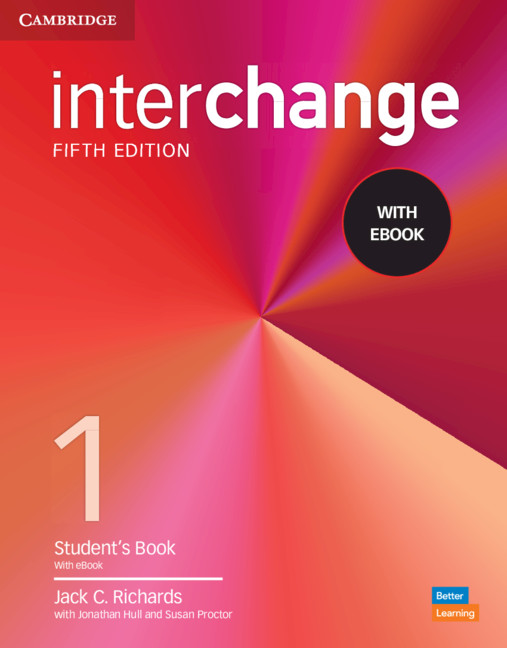 CAMBRIDGE
interchange
FIFTH EDITION
WITH
EBOOK
1
Student's Book
With eBook
Jack C. Richards
with Jonathan Hull and Susan Proctor
Better
Learning